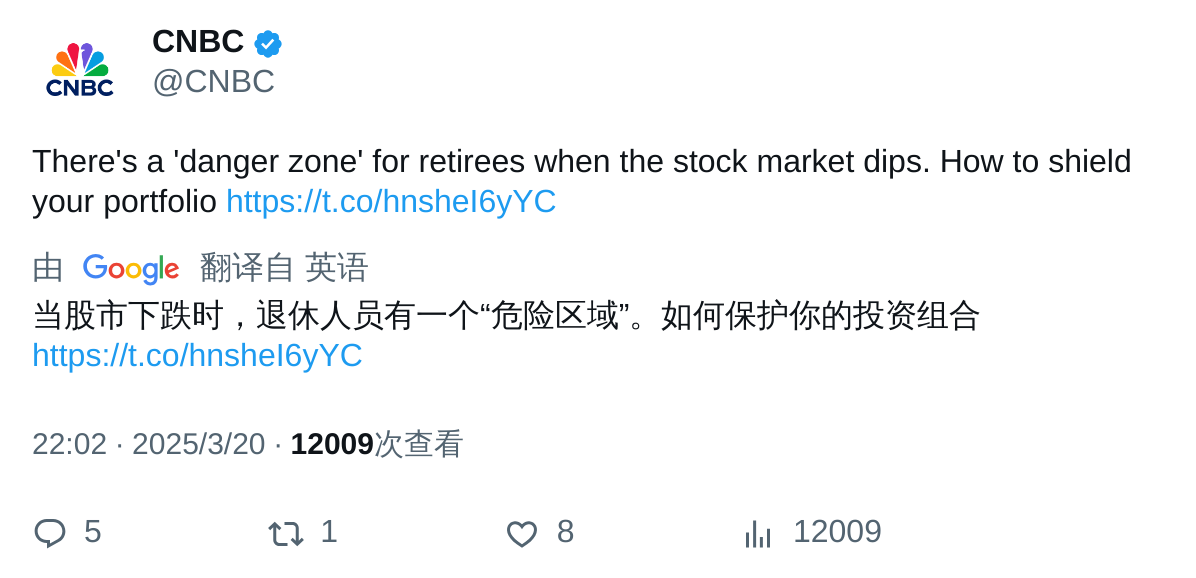 CNBC
CNBC
@CNBC
There's a 'danger zone' for retirees when the stock market dips. How to shield
your portfolio https://t.co/hnsheI6yYC
由 Google 翻译自 英语
当股市下跌时，退休人员有一个“危险区域”。如何保护你的投资组合
https://t.co/hnsheI6yYC
22:02 · 2025/3/20 · 12009次查看
5 1 8 12009